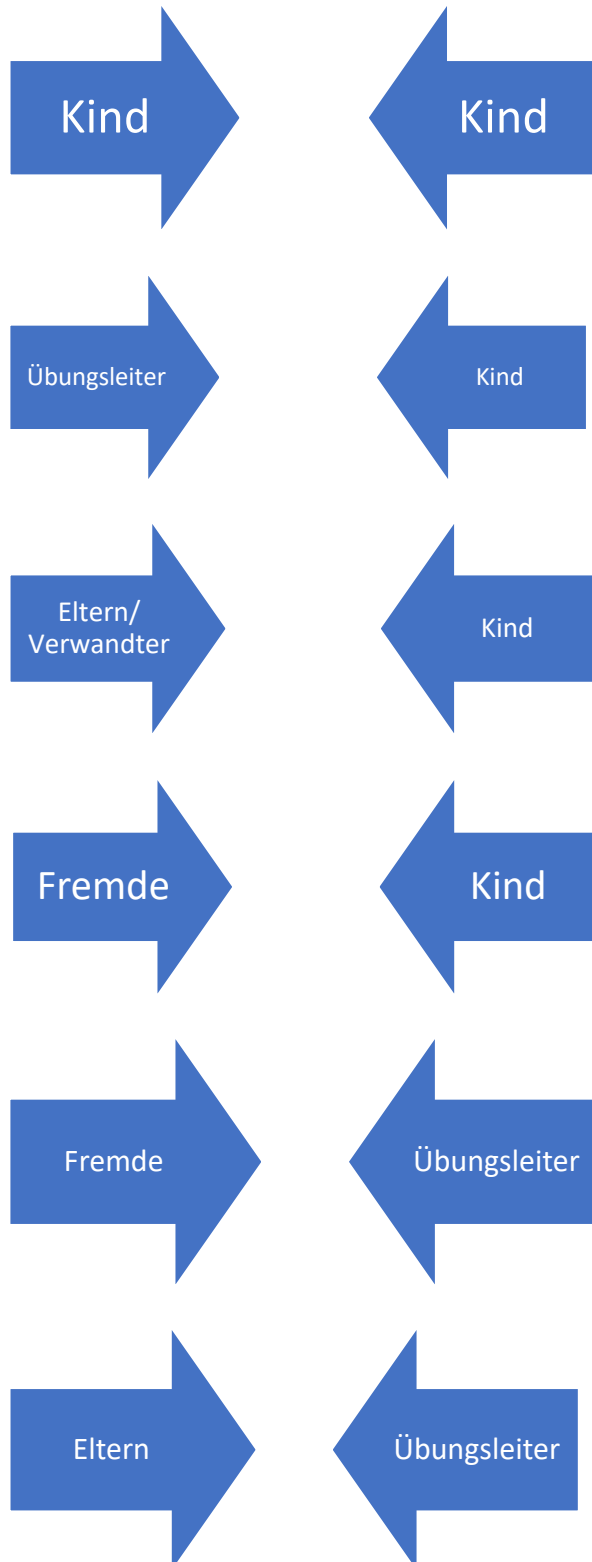 Kind
Kind
Übungsleiter
Kind
Eltern/
Verwandter
Kind
Fremde
Kind
Fremde
Übungsleiter
Eltern
Übungsleiter